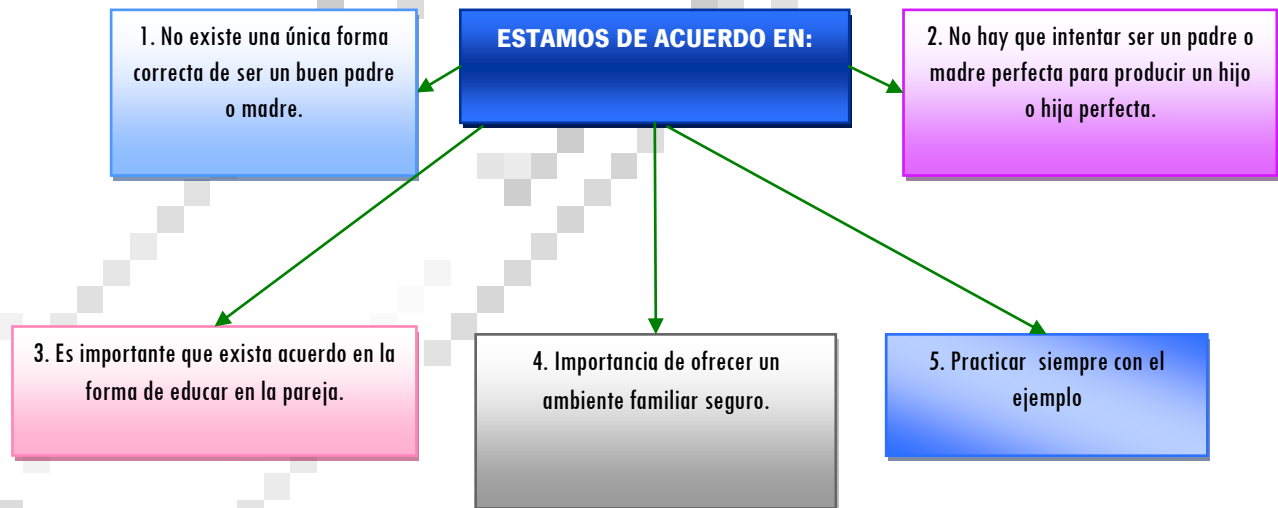 ESTAMOS DE ACUERDO EN:
1. No existe una única forma
correcta de ser un buen padre
o madre.
2. No hay que intentar ser un padre o
madre perfecta para producir un hijo
o hija perfecta.
3. Es importante que exista acuerdo en la
forma de educar en la pareja.
4. Importancia de ofrecer un
ambiente familiar seguro.
5. Practicar siempre con el
ejemplo